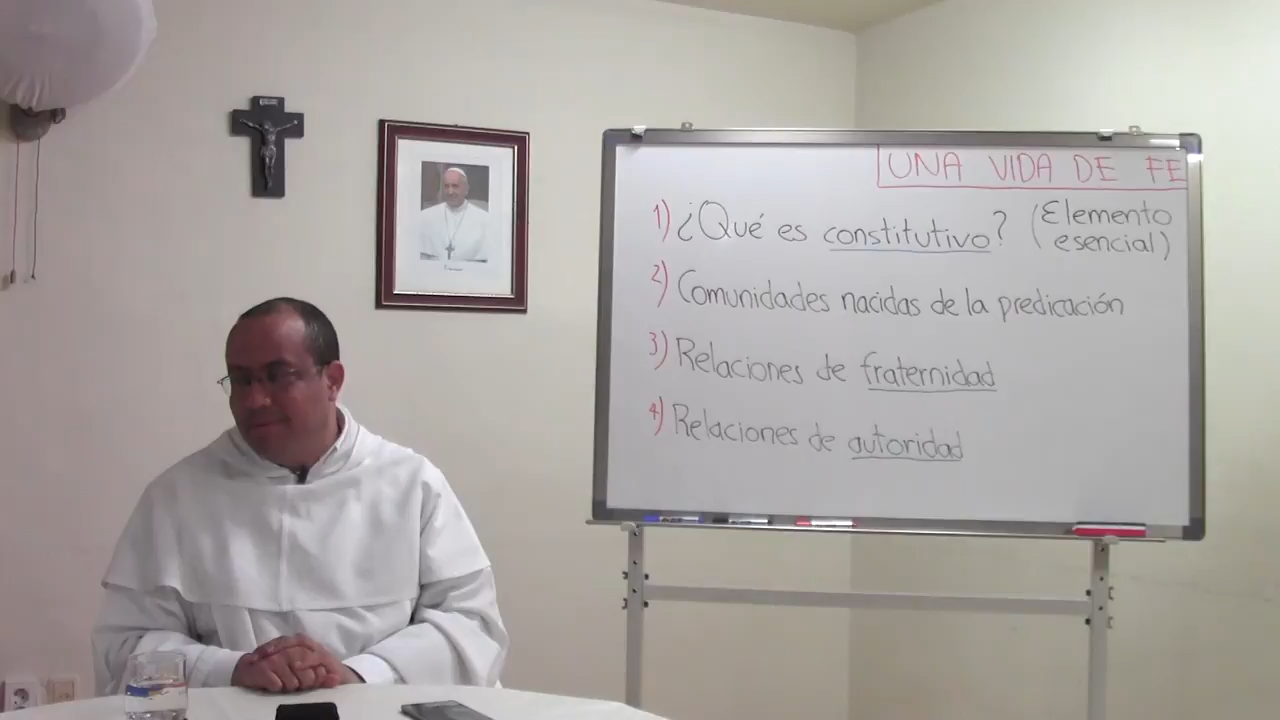 UNA VIDA DE FE
1) ¿Qué es constitutivo? (Elemento
esencial)
2) Comunidades nacidas de la predicación
3) Relaciones de fraternidad
4) Relaciones de autoridad